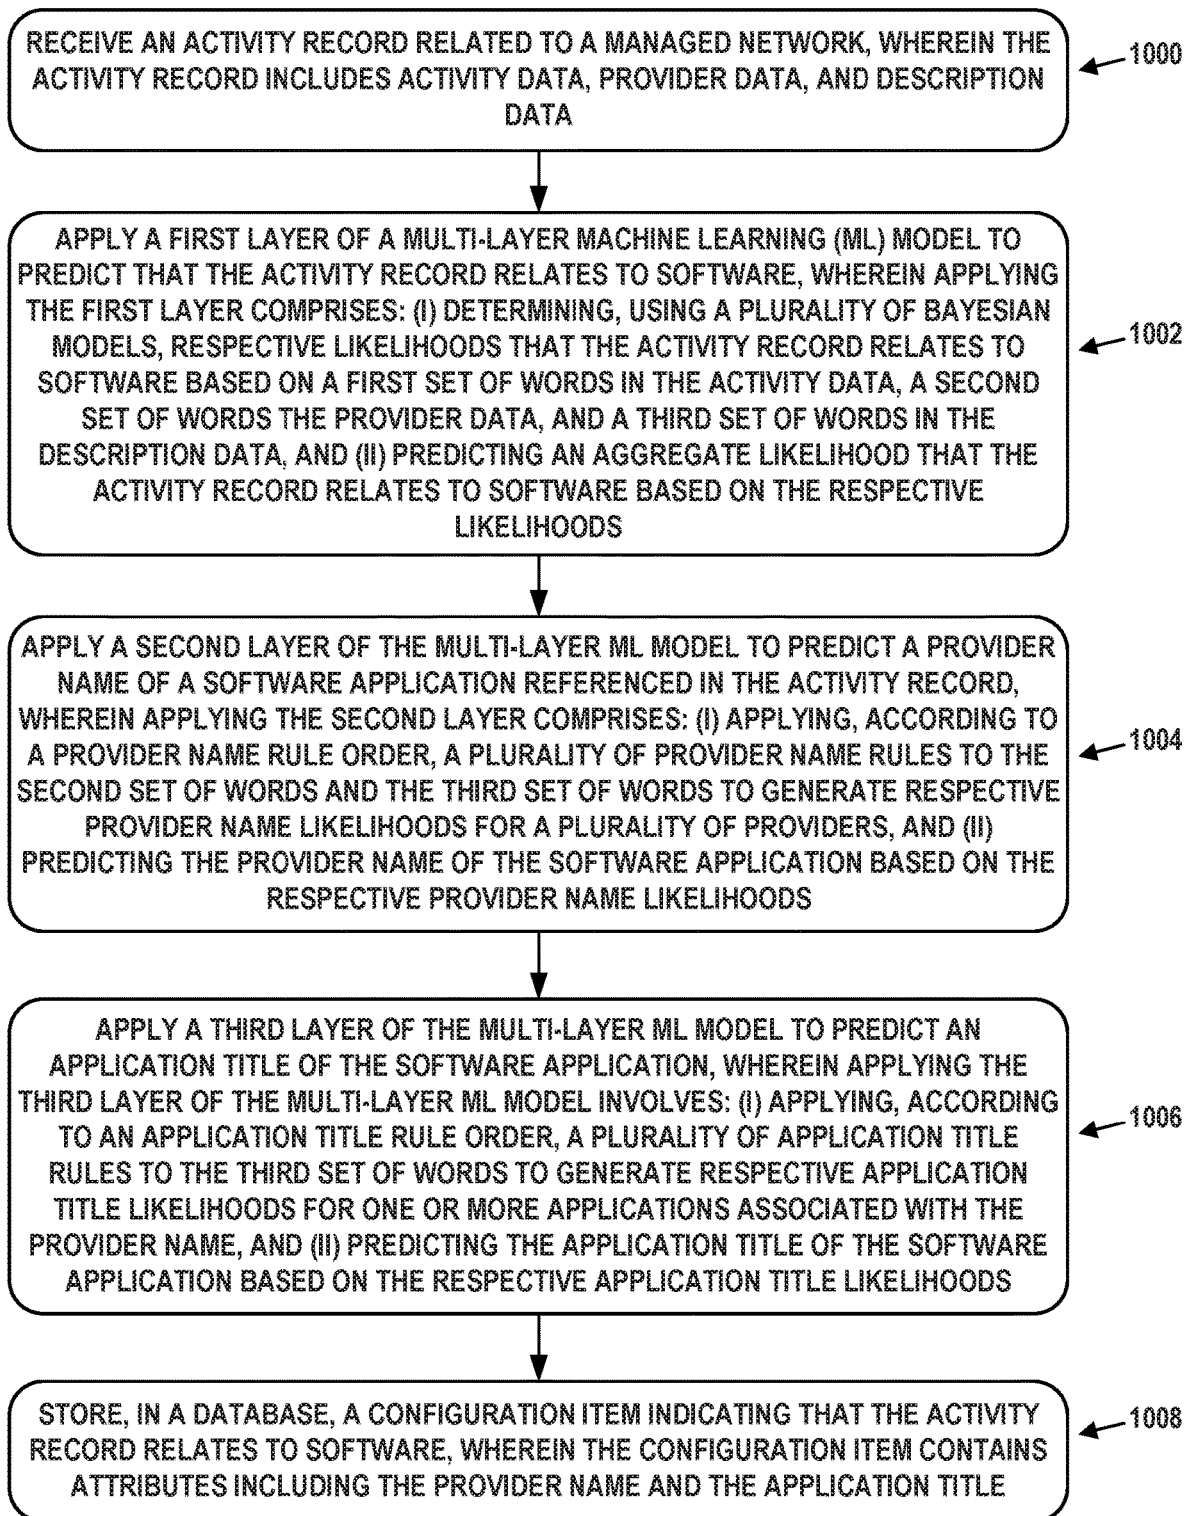 RECEIVE AN ACTIVITY RECORD RELATED TO A MANAGED NETWORK, WHEREIN THE
ACTIVITY RECORD INCLUDES ACTIVITY DATA, PROVIDER DATA, AND DESCRIPTION
DATA
1000
APPLY A FIRST LAYER OF A MULTI-LAYER MACHINE LEARNING (ML) MODEL TO
PREDICT THAT THE ACTIVITY RECORD RELATES TO SOFTWARE, WHEREIN APPLYING
THE FIRST LAYER COMPRISES: (I) DETERMINING, USING A PLURALITY OF BAYESIAN
MODELS, RESPECTIVE LIKELIHOODS THAT THE ACTIVITY RECORD RELATES TO
SOFTWARE BASED ON A FIRST SET OF WORDS IN THE ACTIVITY DATA, A SECOND
SET OF WORDS THE PROVIDER DATA, AND A THIRD SET OF WORDS IN THE
DESCRIPTION DATA, AND (II) PREDICTING AN AGGREGATE LIKELIHOOD THAT THE
ACTIVITY RECORD RELATES TO SOFTWARE BASED ON THE RESPECTIVE
LIKELIHOODS
1002
APPLY A SECOND LAYER OF THE MULTI-LAYER ML MODEL TO PREDICT A PROVIDER
NAME OF A SOFTWARE APPLICATION REFERENCED IN THE ACTIVITY RECORD,
WHEREIN APPLYING THE SECOND LAYER COMPRISES: (I) APPLYING, ACCORDING TO
A PROVIDER NAME RULE ORDER, A PLURALITY OF PROVIDER NAME RULES TO THE
SECOND SET OF WORDS AND THE THIRD SET OF WORDS TO GENERATE RESPECTIVE
PROVIDER NAME LIKELIHOODS FOR A PLURALITY OF PROVIDERS, AND (II)
PREDICTING THE PROVIDER NAME OF THE SOFTWARE APPLICATION BASED ON THE
RESPECTIVE PROVIDER NAME LIKELIHOODS
1004
APPLY A THIRD LAYER OF THE MULTI-LAYER ML MODEL TO PREDICT AN
APPLICATION TITLE OF THE SOFTWARE APPLICATION, WHEREIN APPLYING THE
THIRD LAYER OF THE MULTI-LAYER ML MODEL INVOLVES: (I) APPLYING, ACCORDING
TO AN APPLICATION TITLE RULE ORDER, A PLURALITY OF APPLICATION TITLE
RULES TO THE THIRD SET OF WORDS TO GENERATE RESPECTIVE APPLICATION
TITLE LIKELIHOODS FOR ONE OR MORE APPLICATIONS ASSOCIATED WITH THE
PROVIDER NAME, AND (II) PREDICTING THE APPLICATION TITLE OF THE SOFTWARE
APPLICATION BASED ON THE RESPECTIVE APPLICATION TITLE LIKELIHOODS
1006
STORE, IN A DATABASE, A CONFIGURATION ITEM INDICATING THAT THE ACTIVITY
RECORD RELATES TO SOFTWARE, WHEREIN THE CONFIGURATION ITEM CONTAINS
ATTRIBUTES INCLUDING THE PROVIDER NAME AND THE APPLICATION TITLE
1008